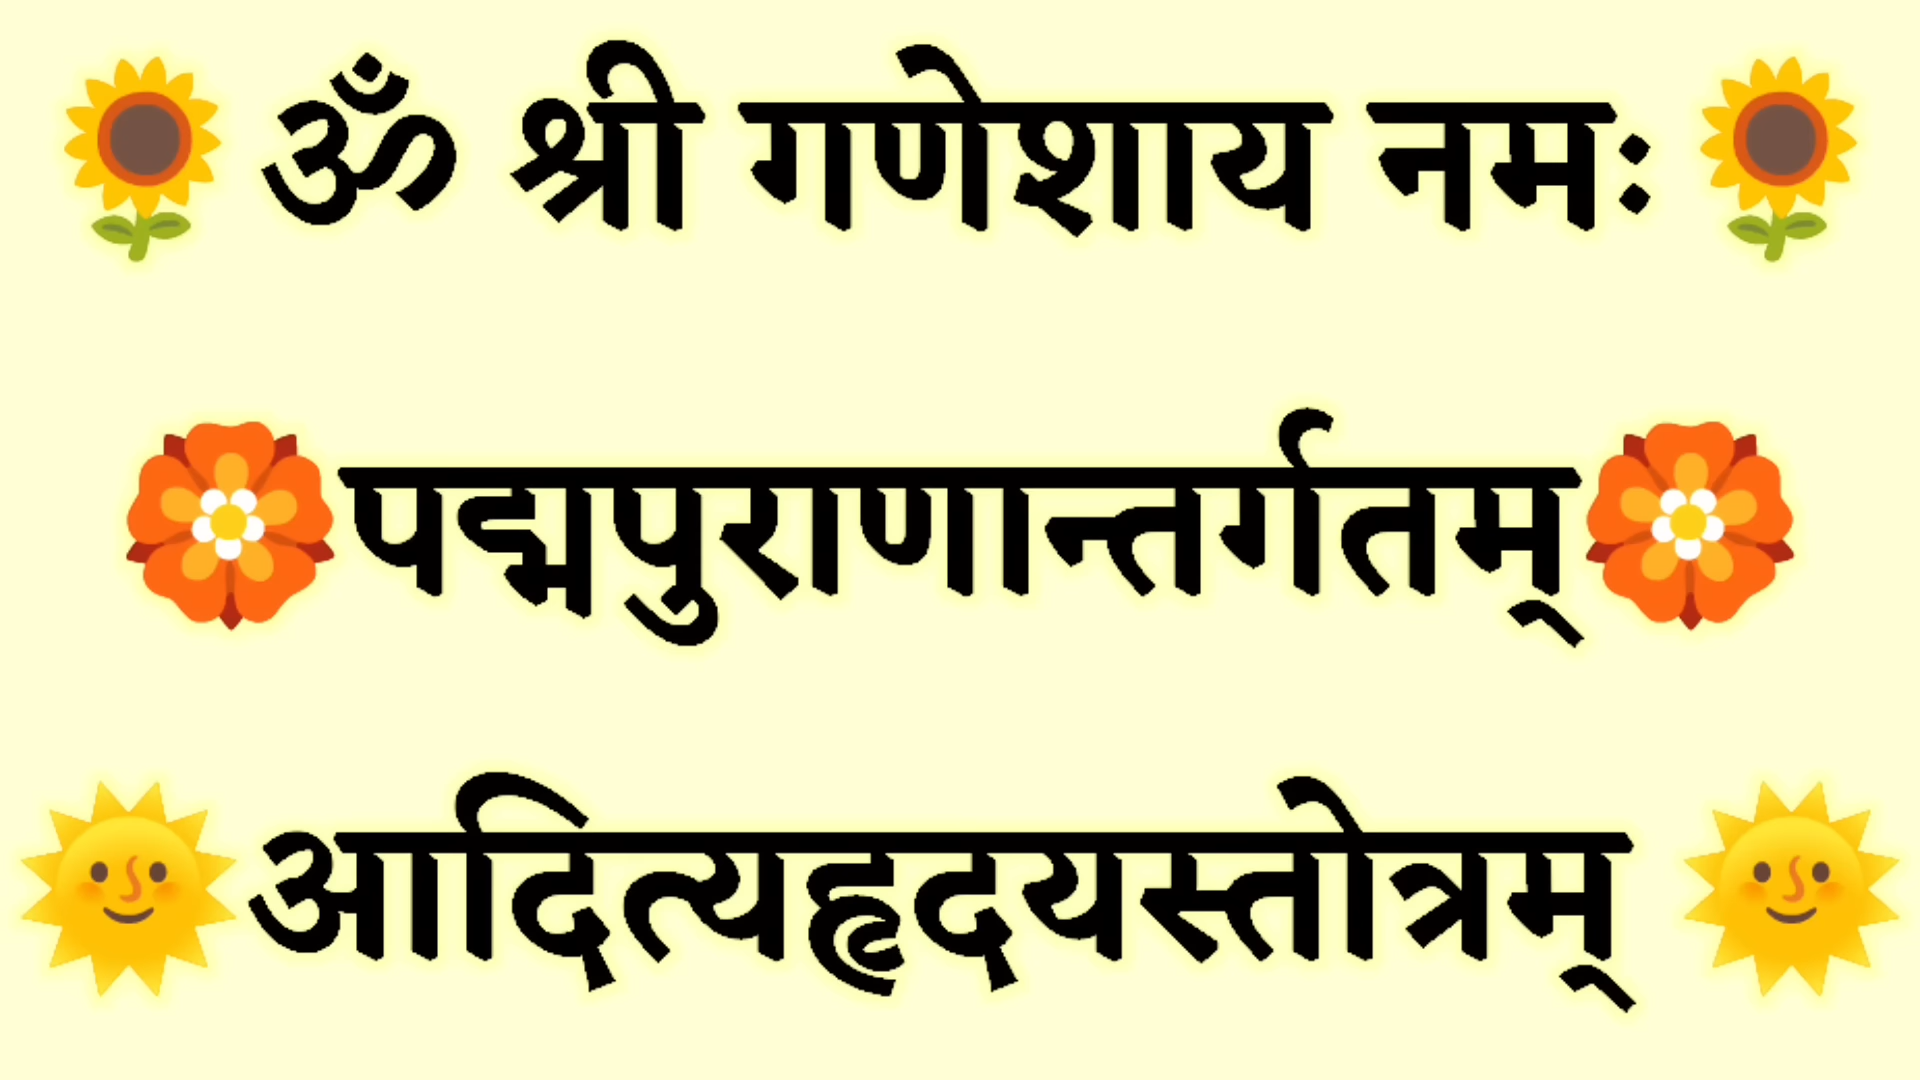 ॐ श्री गणेशाय नमः
पद्मपुराणान्तर्गतम्
आदित्यहृदयस्तोत्रम्